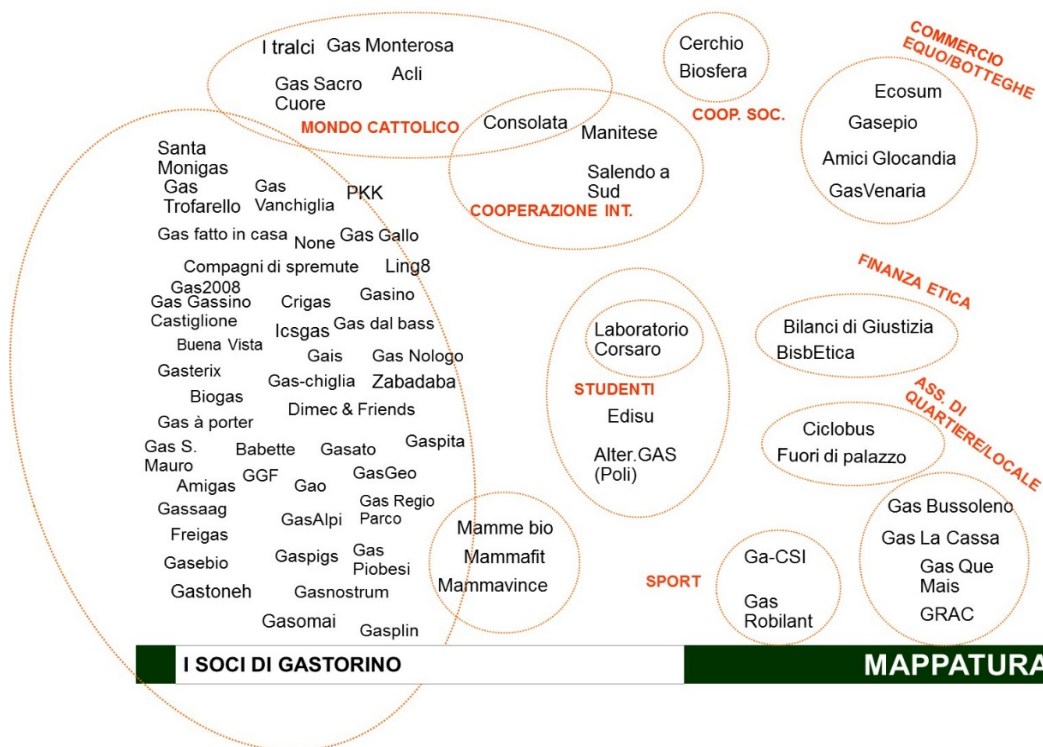 I tralci
Gas Monterosa
Acli
Gas Sacro
Cuore
MONDO CATTOLICO
Consolata
Manitese
Salendo a
Sud
COOPERAZIONE INT.
Cerchio
Biosfera
COOP. SOC.
COMMERCIO
EQUO/BOTTEGHE
Ecosum
Gasepio
Amici Glocandia
GasVenaria
Santa
Monigas
Gas
Trofarello
Gas
Vanchiglia
PKK
Gas fatto in casa
None
Gas Gallo
Compagni di spremute
Ling8
Gas2008
Gas Gassino
Castiglione
Crigas
Gasino
Icsgas
Gas dal bass
Buena Vista
Gais
Gas Nologo
Gasterix
Gas-chiglia
Zabadaba
Biogas
Dimec & Friends
Gas à porter
Gas S.
Mauro
Babette
Gasato
Gaspita
Amigas
GGF
Gao
GasGeo
Gassaag
GasAlpi
Gas Regio
Parco
Freigas
Gasebio
Gaspigs
Gas
Piobesi
Gastoneh
Gasnostrum
Gasomai
Gasplin
Mamme bio
Mammafit
Mammavince
Laboratorio
Corsaro
STUDENTI
Edisu
Alter.GAS
(Poli)
FINANZA ETICA
Bilanci di Giustizia
BisbEtica
ASS. DI
QUARTIERE/LOCALE
Ciclobus
Fuori di palazzo
Gas Bussoleno
Gas La Cassa
Gas Que
Mais
GRAC
SPORT
Ga-CSI
Gas
Robilant
I SOCI DI GASTORINO
MAPPATURA